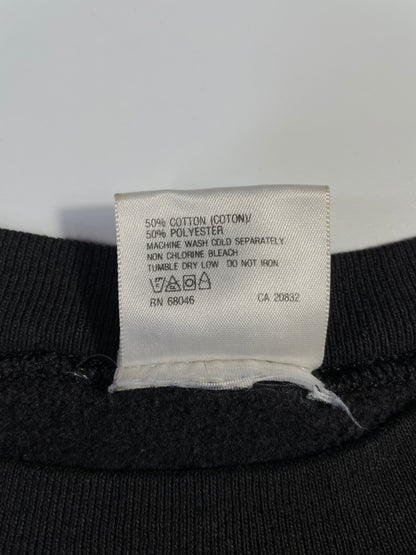 50% COTTON (COTON)/
50% POLYESTER
MACHINE WASH COLD SEPARATELY
NON CHLORINE BLEACH
TUMBLE DRY LOW DO NOT IRON
RN 68046 CA 20832